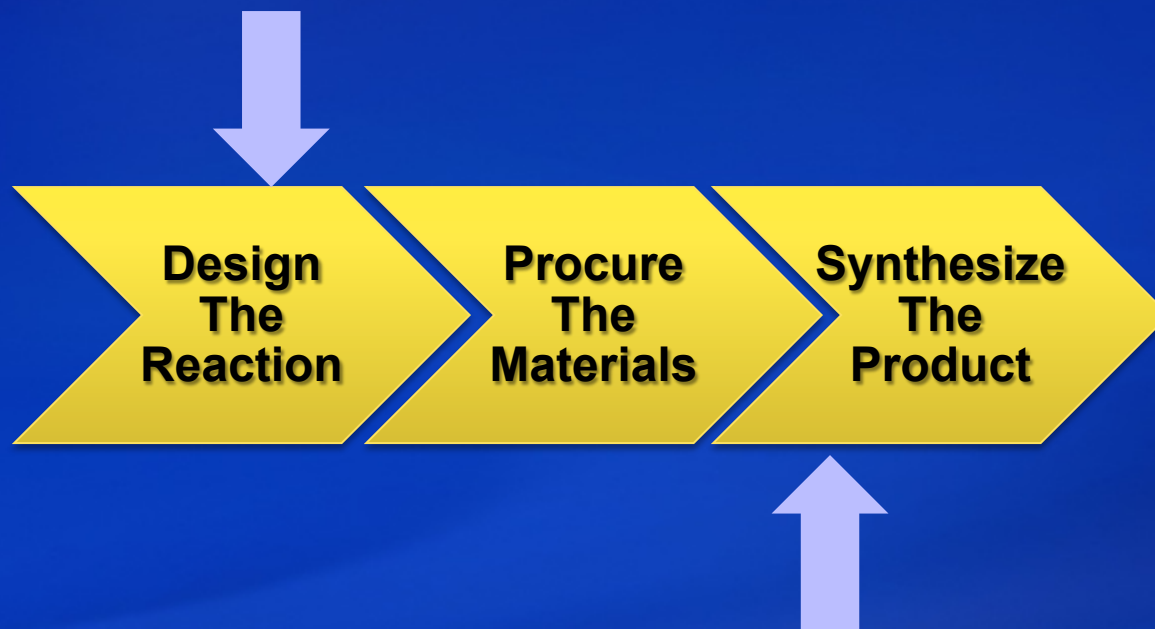 Design
The
Reaction
Procure
The
Materials
Synthesize
The
Product